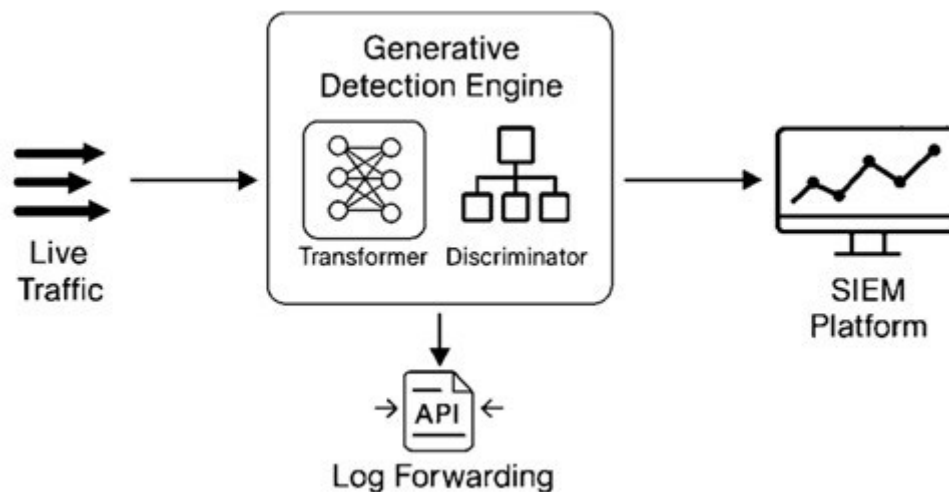 Generative
Detection Engine
Transformer
Discriminator
Live
Traffic
SIEM
Platform
API
Log Forwarding